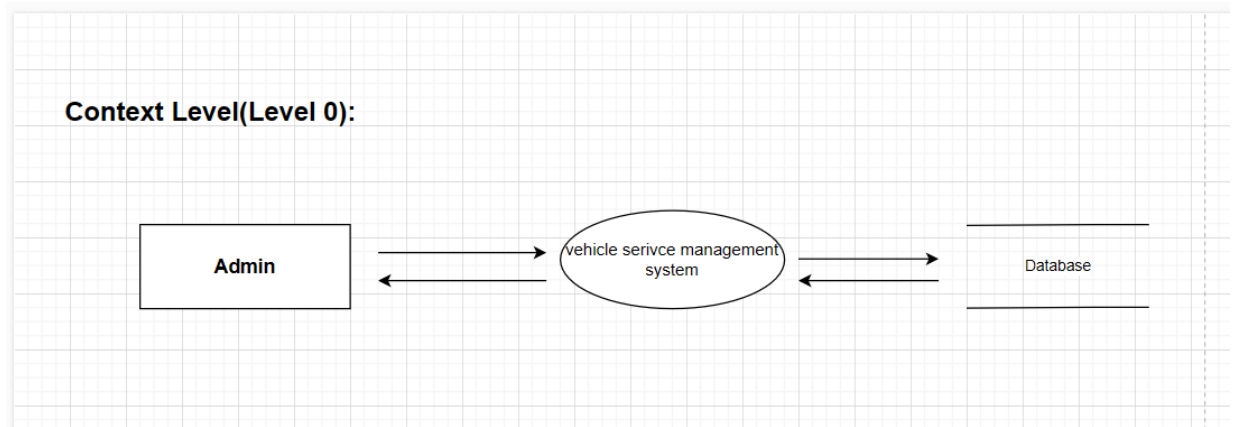 Context Level(Level 0):
Admin
vehicle serivce management
system
Database